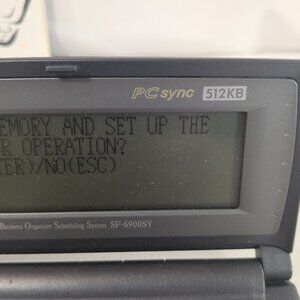 PC sync 512KB
EMORY AND SET UP THE
R OPERATION?
ER)/NO(ESC)
Business Organizer Scheduling System SF-6900SY